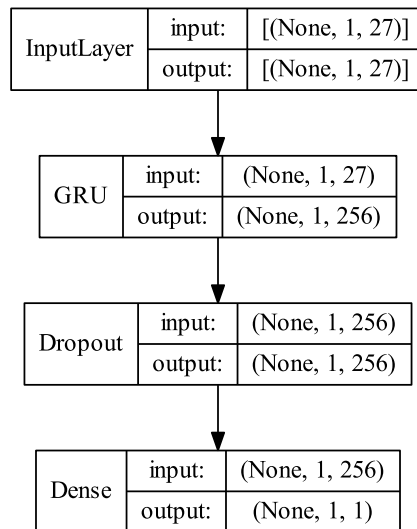 InputLayer
input: [(None, 1, 27)]
output: [(None, 1, 27)]
GRU
input: (None, 1, 27)
output: (None, 1, 256)
Dropout
input: (None, 1, 256)
output: (None, 1, 256)
Dense
input: (None, 1, 256)
output: (None, 1, 1)